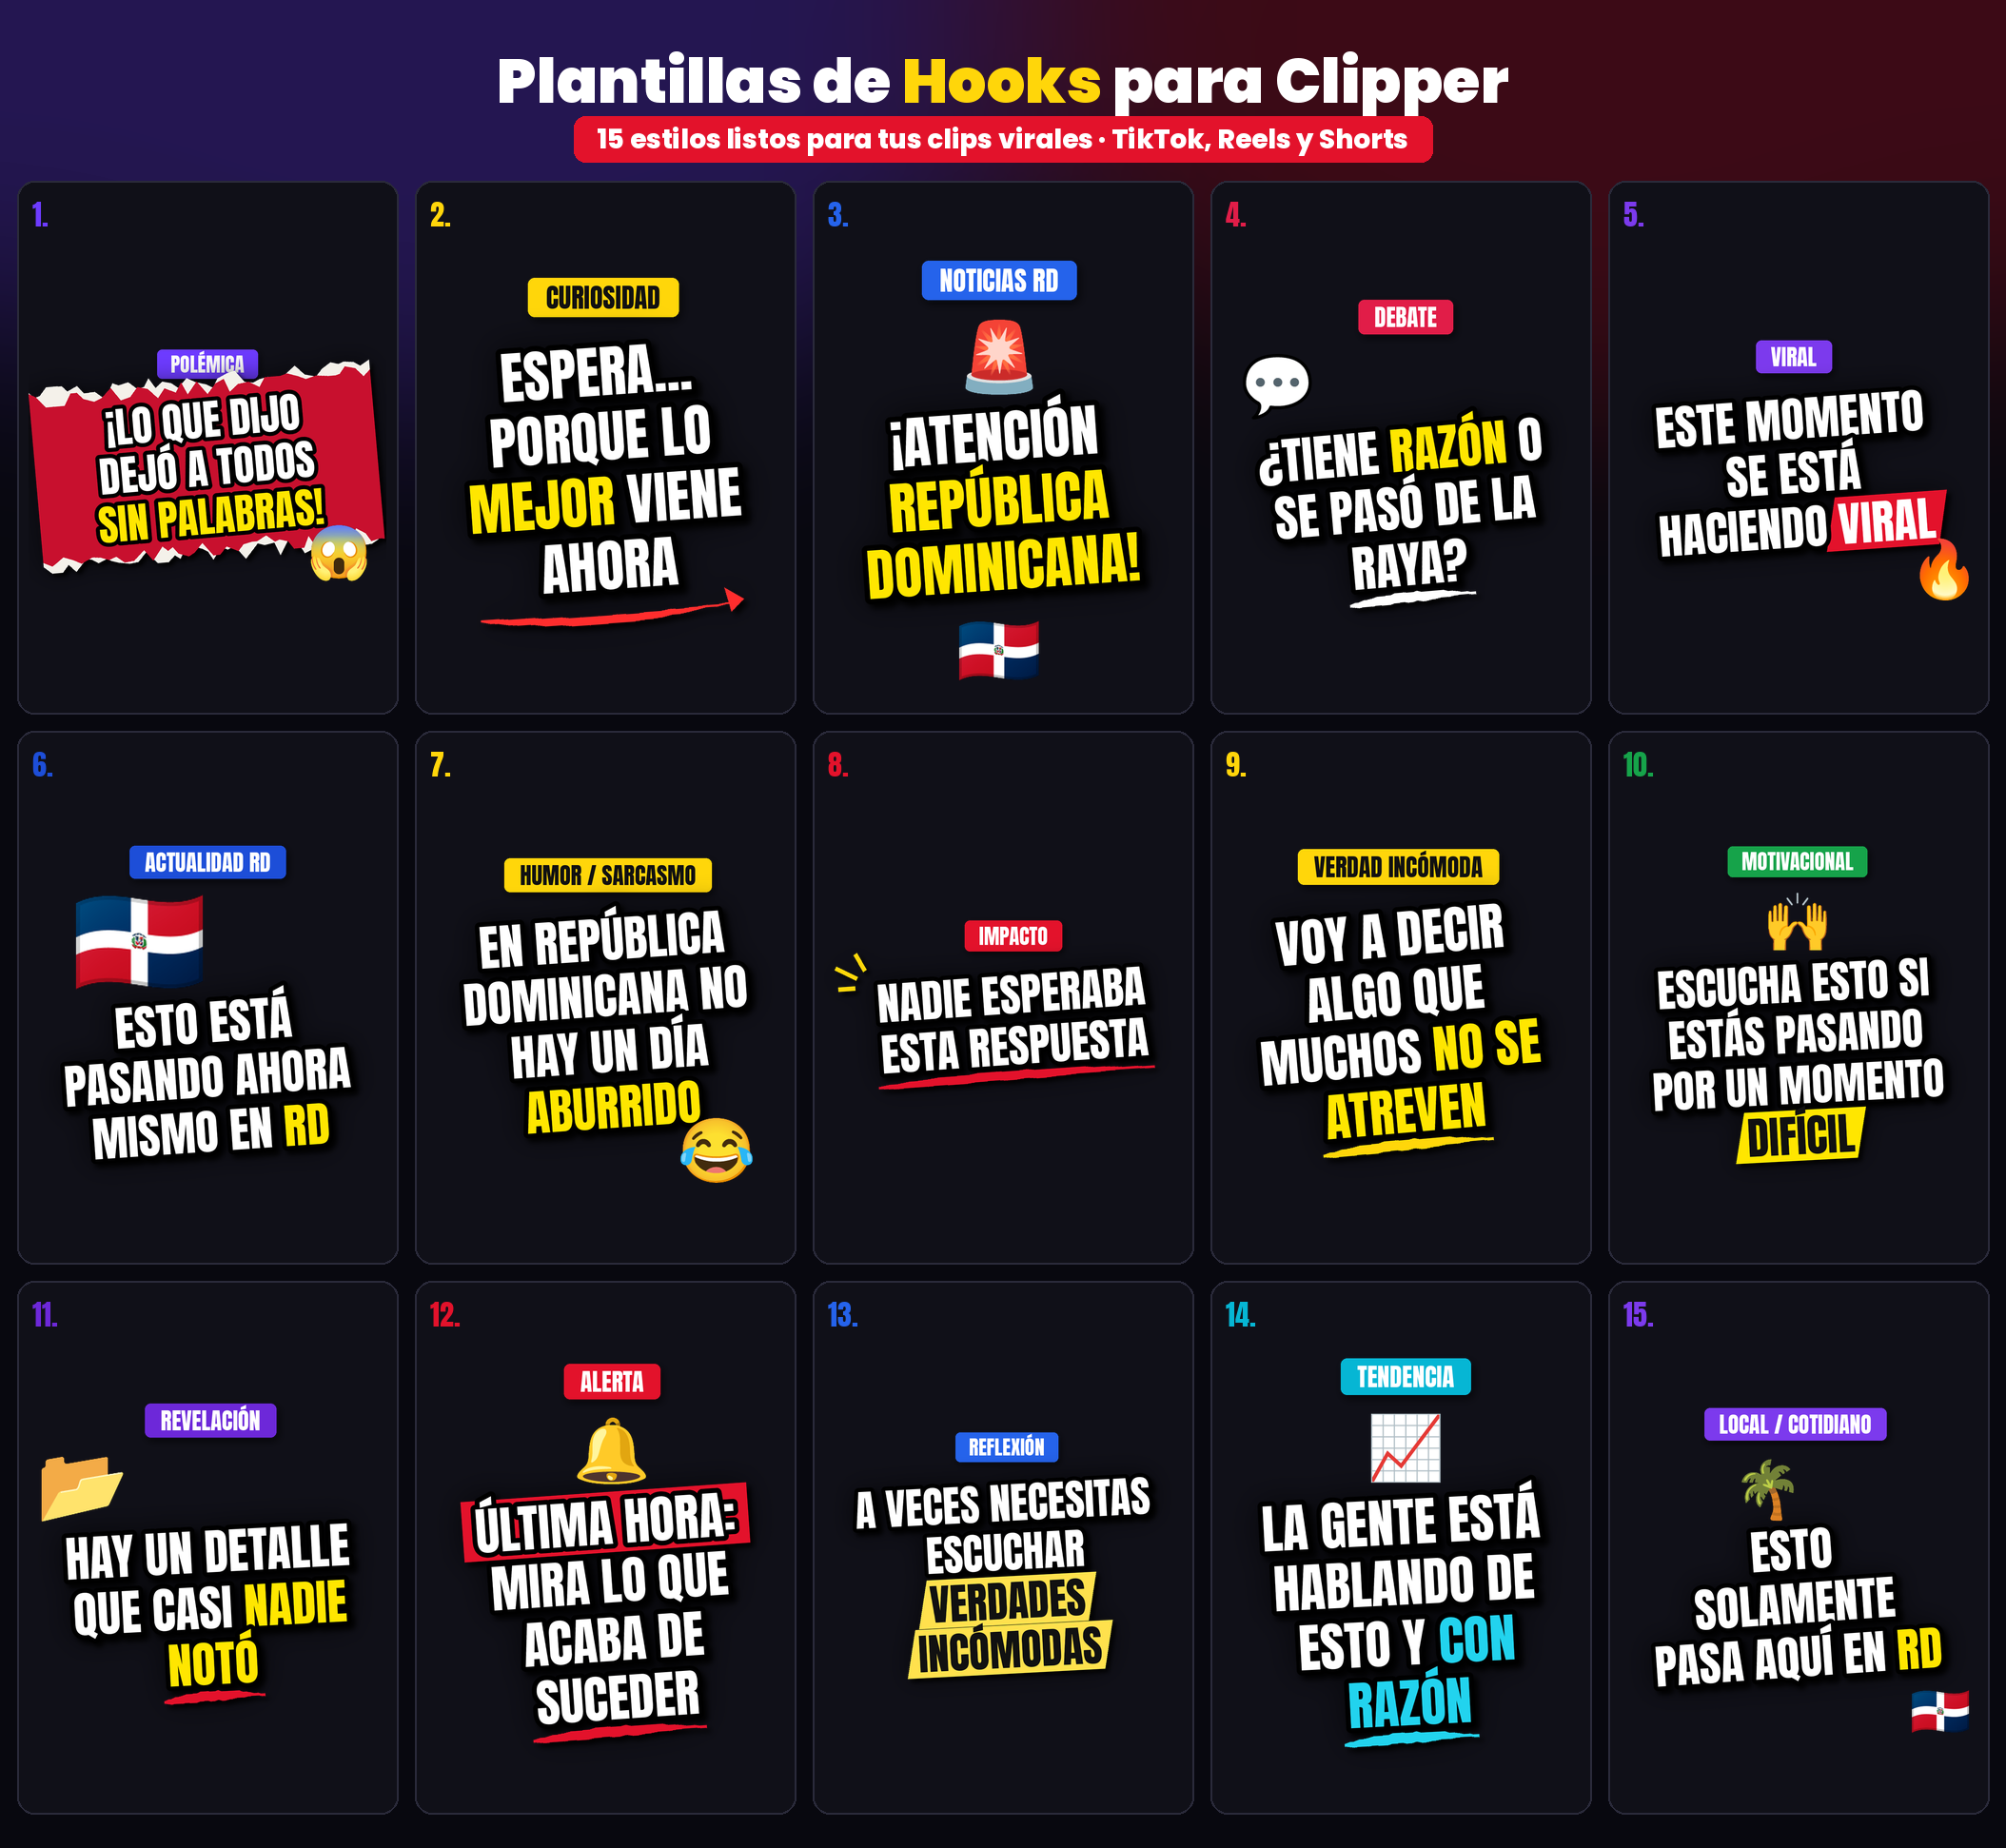 Plantillas de Hooks para Clipper
15 estilos listos para tus clips virales · TikTok, Reels y Shorts
1.
POLÉMICA
¡LO QUE DIJO
DEJÓ A TODOS
SIN PALABRAS!
2.
CURIOSIDAD
ESPERA...
PORQUE LO
MEJOR VIENE
AHORA
3.
NOTICIAS RD
¡ATENCIÓN
REPÚBLICA
DOMINICANA!
4.
DEBATE
¿TIENE RAZÓN O
SE PASÓ DE LA
RAYA?
5.
VIRAL
ESTE MOMENTO
SE ESTÁ
HACIENDO VIRAL
6.
ACTUALIDAD RD
ESTO ESTÁ
PASANDO AHORA
MISMO EN RD
7.
HUMOR / SARCASMO
EN REPÚBLICA
DOMINICANA NO
HAY UN DÍA
ABURRIDO
8.
IMPACTO
NADIE ESPERABA
ESTA RESPUESTA
9.
VERDAD INCÓMODA
VOY A DECIR
ALGO QUE
MUCHOS NO SE
ATREVEN
10.
MOTIVACIONAL
ESCUCHA ESTO SI
ESTÁS PASANDO
POR UN MOMENTO
DIFÍCIL
11.
REVELACIÓN
HAY UN DETALLE
QUE CASI NADIE
NOTÓ
12.
ALERTA
ÚLTIMA HORA:
MIRA LO QUE
ACABA DE
SUCEDER
13.
REFLEXIÓN
A VECES NECESITAS
ESCUCHAR
VERDADES
INCÓMODAS
14.
TENDENCIA
LA GENTE ESTÁ
HABLANDO DE
ESTO Y CON
RAZÓN
15.
LOCAL / COTIDIANO
ESTO
SOLAMENTE
PASA AQUÍ EN RD